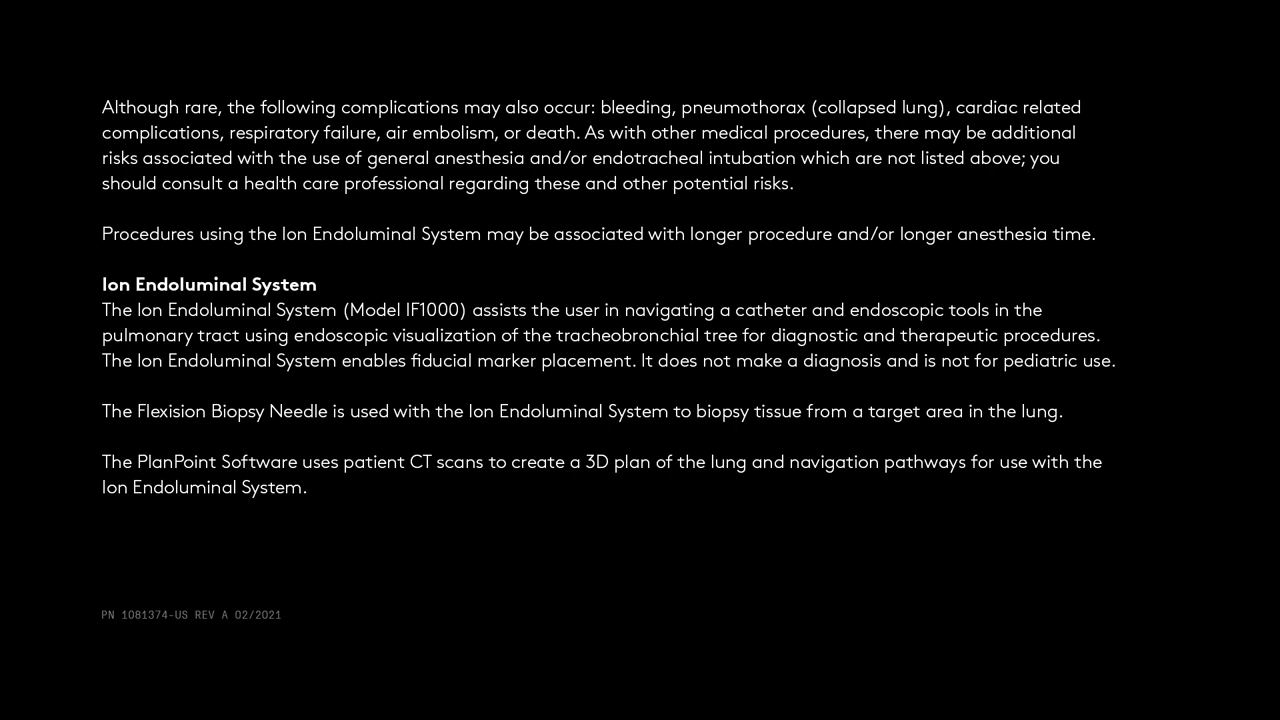 Although rare, the following complications may also occur: bleeding, pneumothorax (collapsed lung), cardiac related
complications, respiratory failure, air embolism, or death. As with other medical procedures, there may be additional
risks associated with the use of general anesthesia and/or endotracheal intubation which are not listed above; you
should consult a health care professional regarding these and other potential risks.
Procedures using the Ion Endoluminal System may be associated with longer procedure and/or longer anesthesia time.
Ion Endoluminal System
The Ion Endoluminal System (Model IF1000) assists the user in navigating a catheter and endoscopic tools in the
pulmonary tract using endoscopic visualization of the tracheobronchial tree for diagnostic and therapeutic procedures.
The Ion Endoluminal System enables fiducial marker placement. It does not make a diagnosis and is not for pediatric use.
The Flexision Biopsy Needle is used with the Ion Endoluminal System to biopsy tissue from a target area in the lung.
The PlanPoint Software uses patient CT scans to create a 3D plan of the lung and navigation pathways for use with the
Ion Endoluminal System.
PN 1081374-US REV A 02/2021